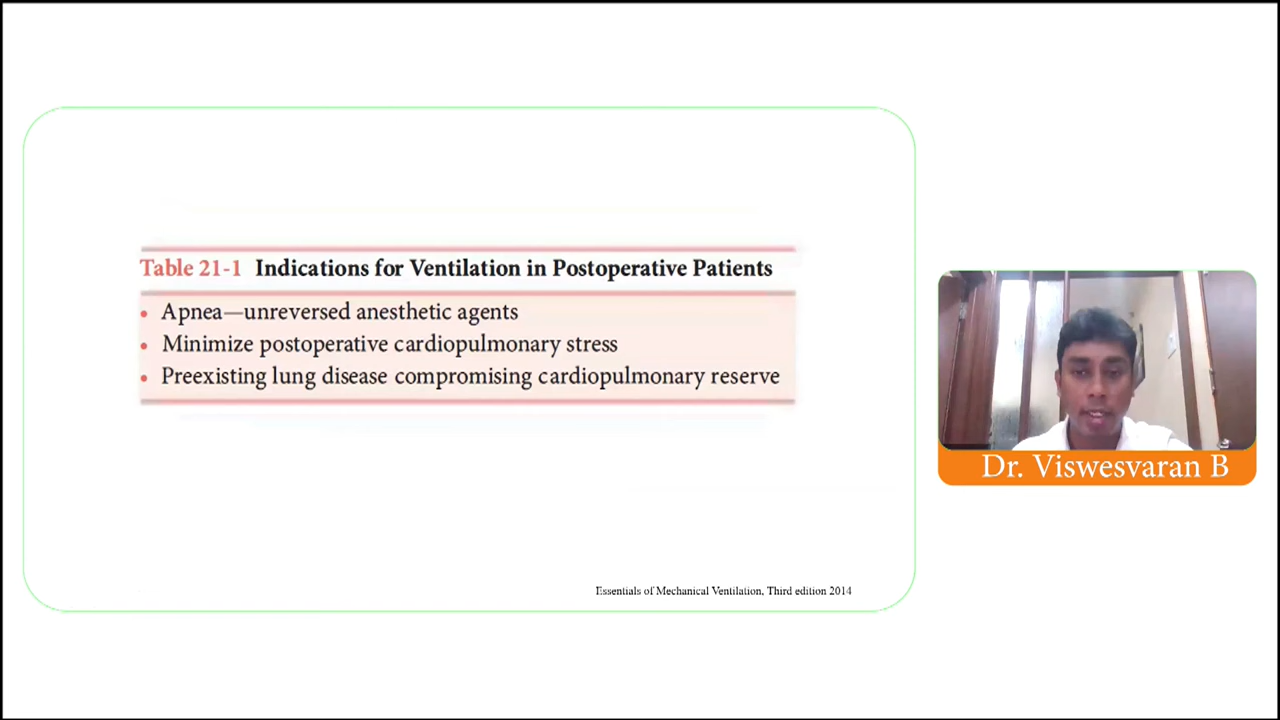 Table 21-1 Indications for Ventilation in Postoperative Patients
• Apnea—unreversed anesthetic agents
• Minimize postoperative cardiopulmonary stress
• Preexisting lung disease compromising cardiopulmonary reserve
Essentials of Mechanical Ventilation, Third edition 2014
Dr. Viswesvaran B